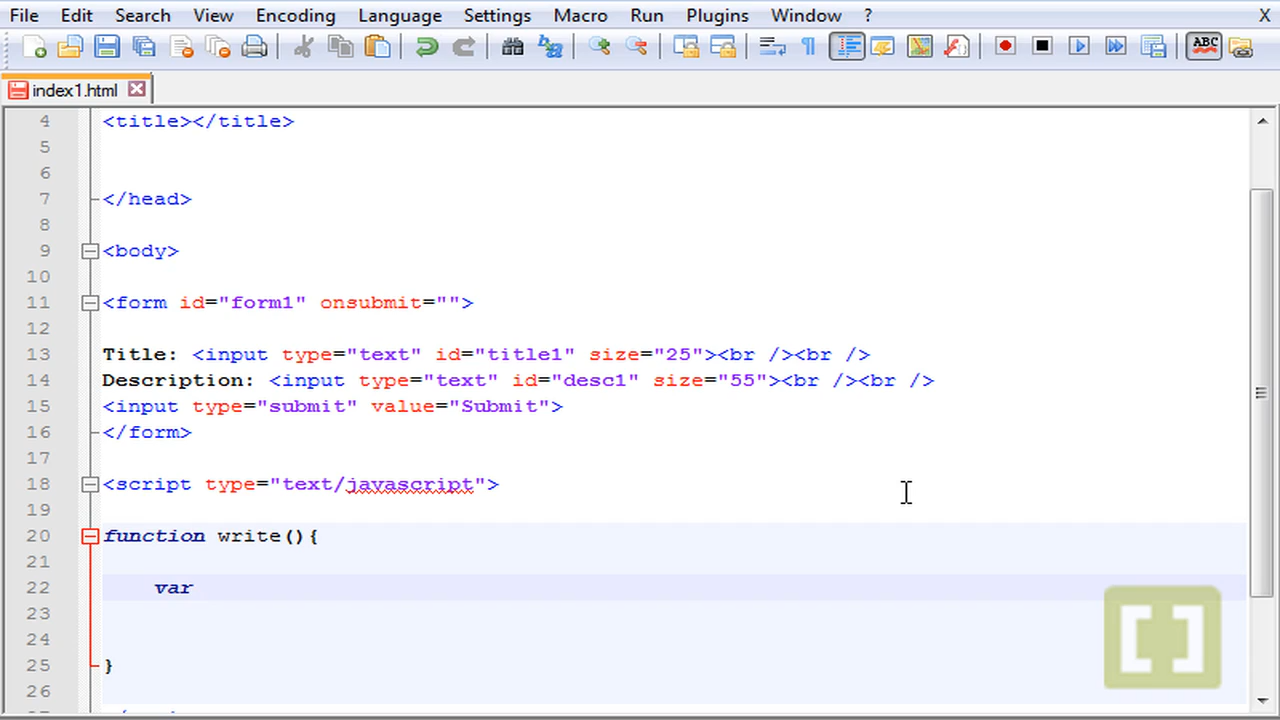 File Edit Search View Encoding Language Settings Macro Run Plugins Window ? X
ABC
index1.html
4 <title></title>
5
6
7 </head>
8
9 <body>
10
11 <form id="form1" onsubmit="">
12
13 Title: <input type="text" id="title1" size="25"><br /><br />
14 Description: <input type="text" id="desc1" size="55"><br /><br />
15 <input type="submit" value="Submit">
16 </form>
17
18 <script type="text/javascript">
19
20 function write(){
21
22 var
23
24
25 }
26